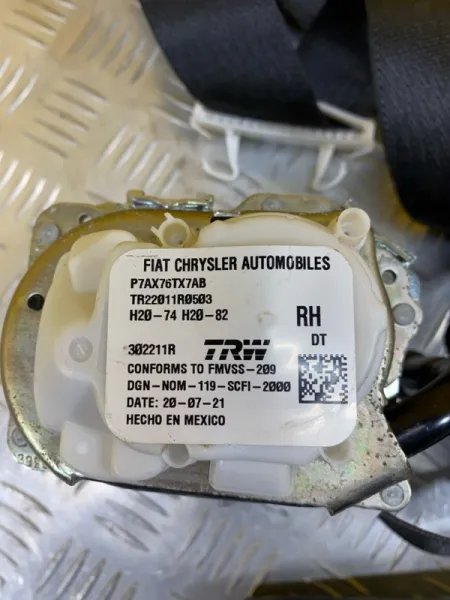 FIAT CHRYSLER AUTOMOBILES
P7AX76TX7AB
TR22011R0503
H20-74 H20-82
RH
DT
302211R TRW
CONFORMS TO FMVSS-209
DGN-NOM-119-SCFI-2000
DATE: 20-07-21
HECHO EN MEXICO